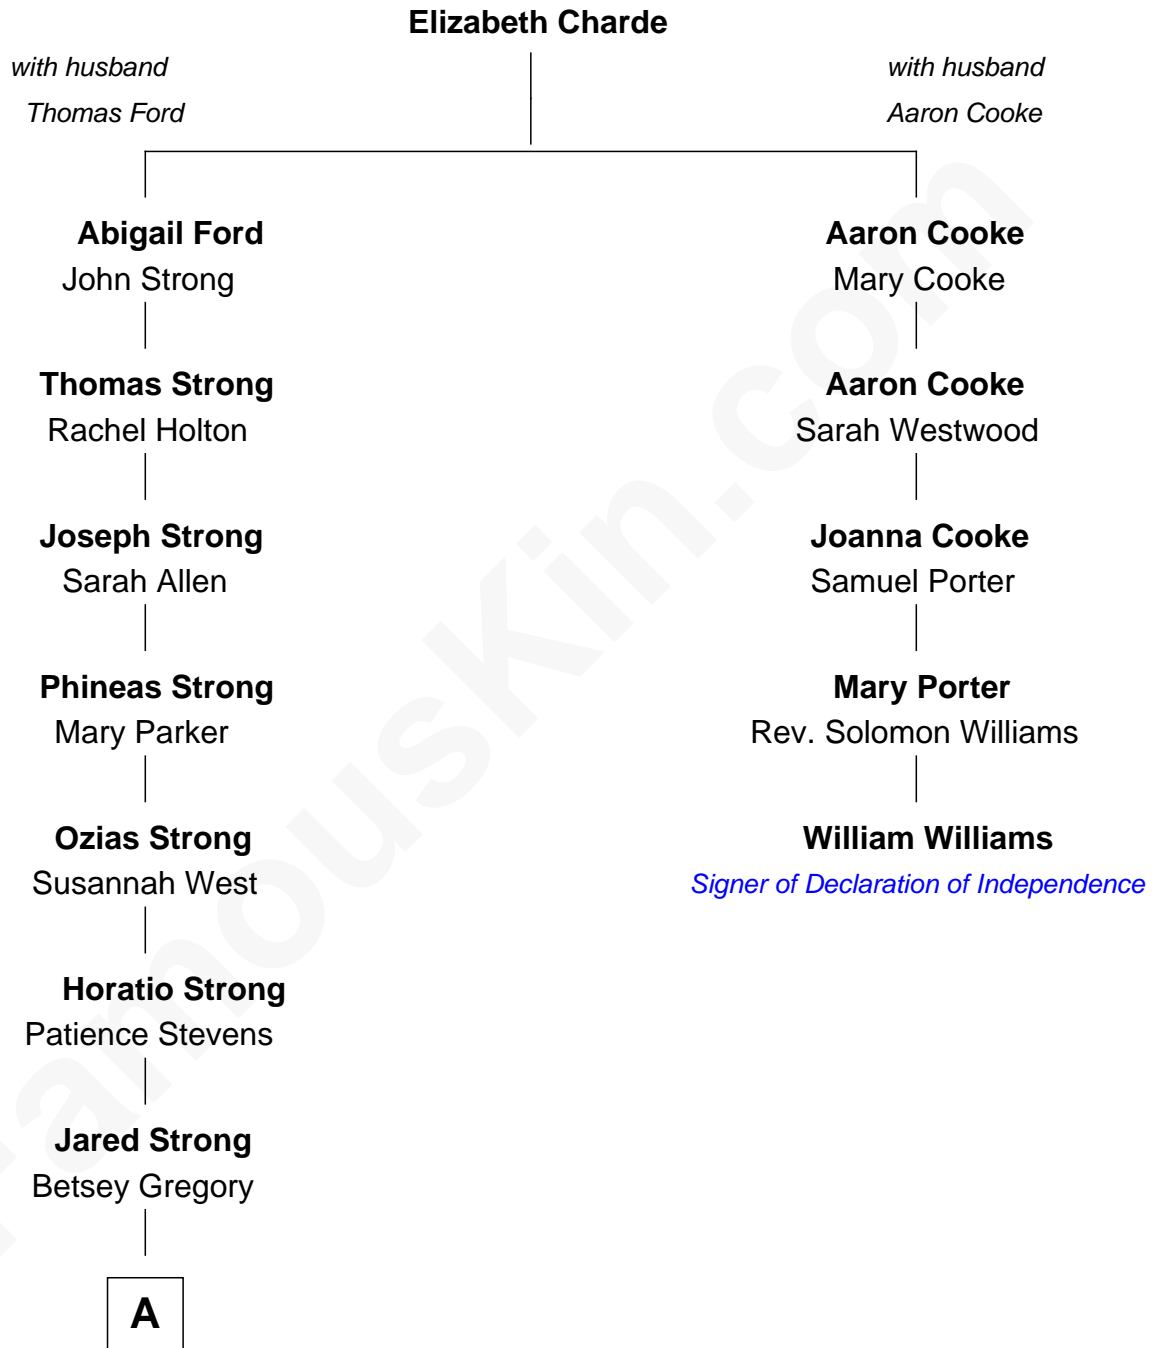 Elizabeth Charde
with husband
Thomas Ford
with husband
Aaron Cooke
Abigail Ford
John Strong
Aaron Cooke
Mary Cooke
Thomas Strong
Rachel Holton
Aaron Cooke
Sarah Westwood
Joseph Strong
Sarah Allen
Joanna Cooke
Samuel Porter
Phineas Strong
Mary Parker
Mary Porter
Rev. Solomon Williams
Ozias Strong
Susannah West
William Williams
Signer of Declaration of Independence
Horatio Strong
Patience Stevens
Jared Strong
Betsey Gregory
A
FamousKin.com